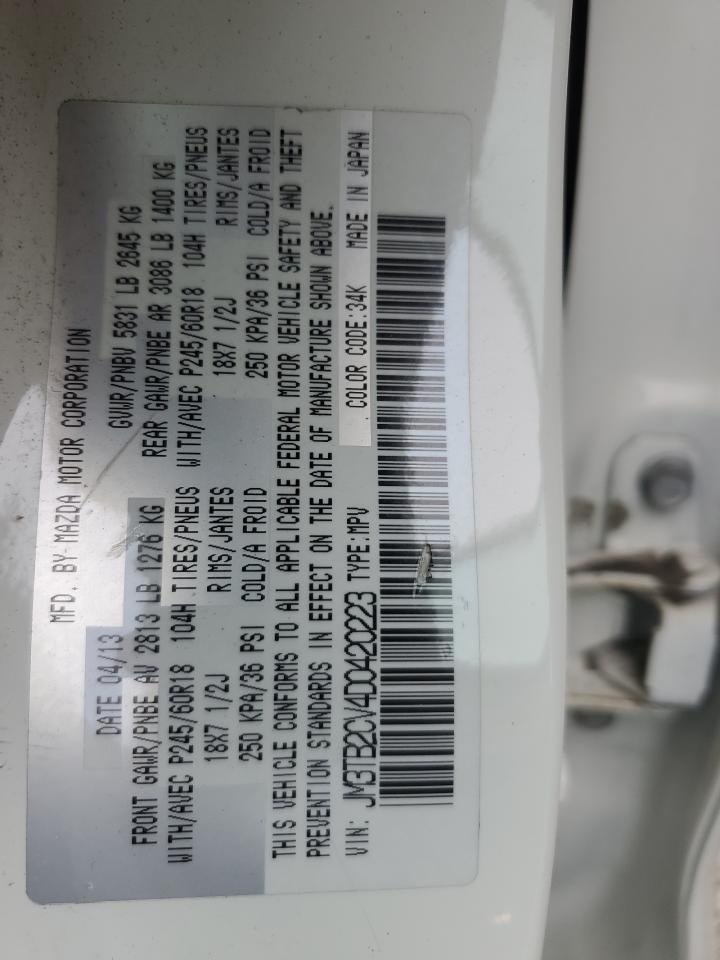 MFD. BY MAZDA MOTOR CORPORATION
DATE 04/13 GVWR/PNBV 5831 LB 2645 KG
FRONT GAWR/PNBE AV 2813 LB 1276 KG REAR GAWR/PNBE AR 3086 LB 1400 KG
WITH/AVEC P245/60R18 104H TIRES/PNEUS WITH/AVEC P245/60R18 104H TIRES/PNEUS
18X7 1/2J RIMS/JANTES 18X7 1/2J RIMS/JANTES
250 KPA/36 PSI COLD/A FROID 250 KPA/36 PSI COLD/A FROID
THIS VEHICLE CONFORMS TO ALL APPLICABLE FEDERAL MOTOR VEHICLE SAFETY AND THEFT
PREVENTION STANDARDS IN EFFECT ON THE DATE OF MANUFACTURE SHOWN ABOVE.
VIN: JM3TB2CV4D0420223 TYPE:MPV COLOR CODE:34K MADE IN JAPAN